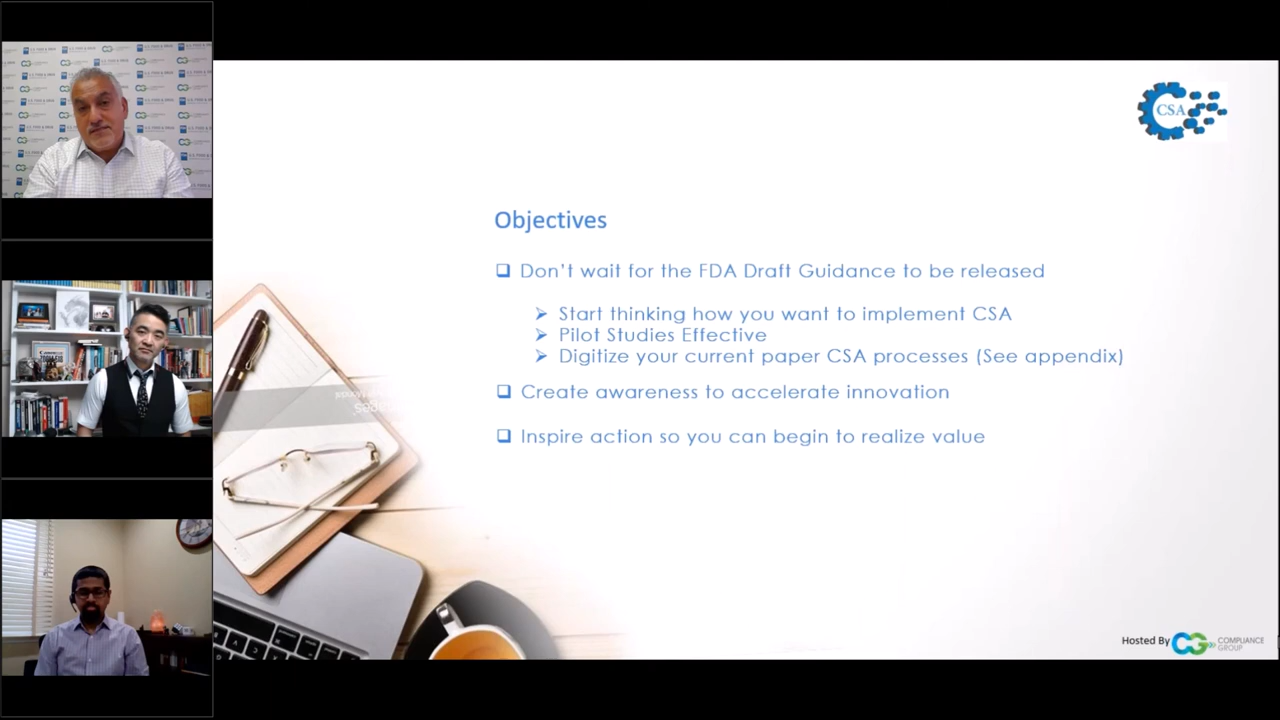 CSA
Objectives
Don't wait for the FDA Draft Guidance to be released
Start thinking how you want to implement CSA
Pilot Studies Effective
Digitize your current paper CSA processes (See appendix)
Create awareness to accelerate innovation
Inspire action so you can begin to realize value
Hosted By CG COMPLIANCE
GROUP